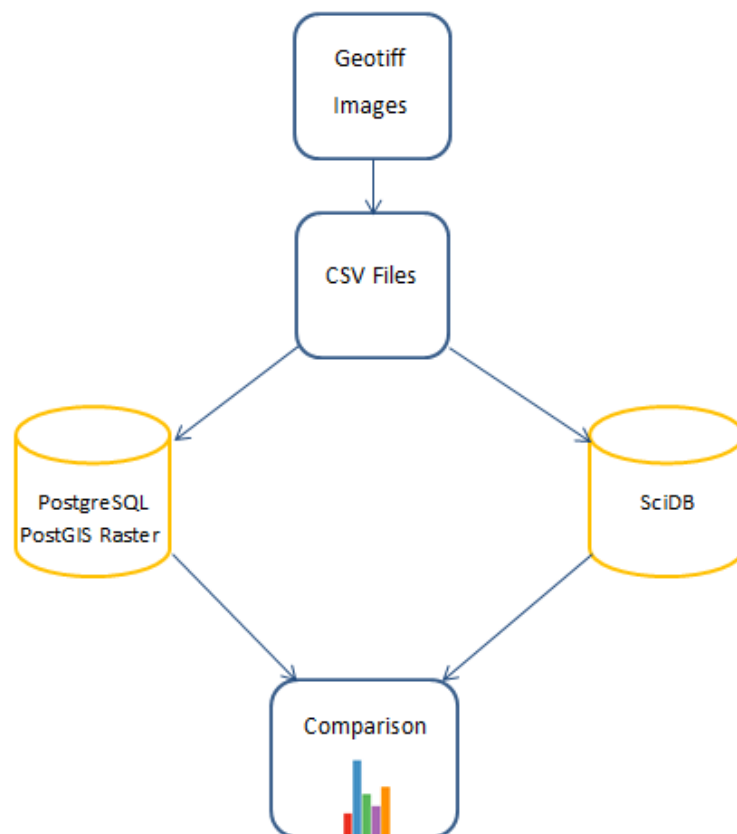 Geotiff
Images
CSV Files
PostgreSQL
PostGIS Raster
SciDB
Comparison